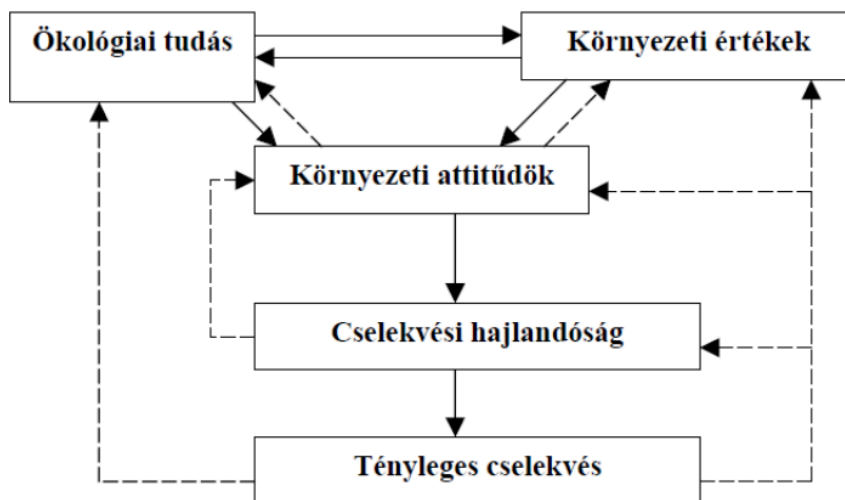 Ökológiai tudás
Környezeti értékek
Környezeti attitűdök
Cselekvési hajlandóság
Tényleges cselekvés